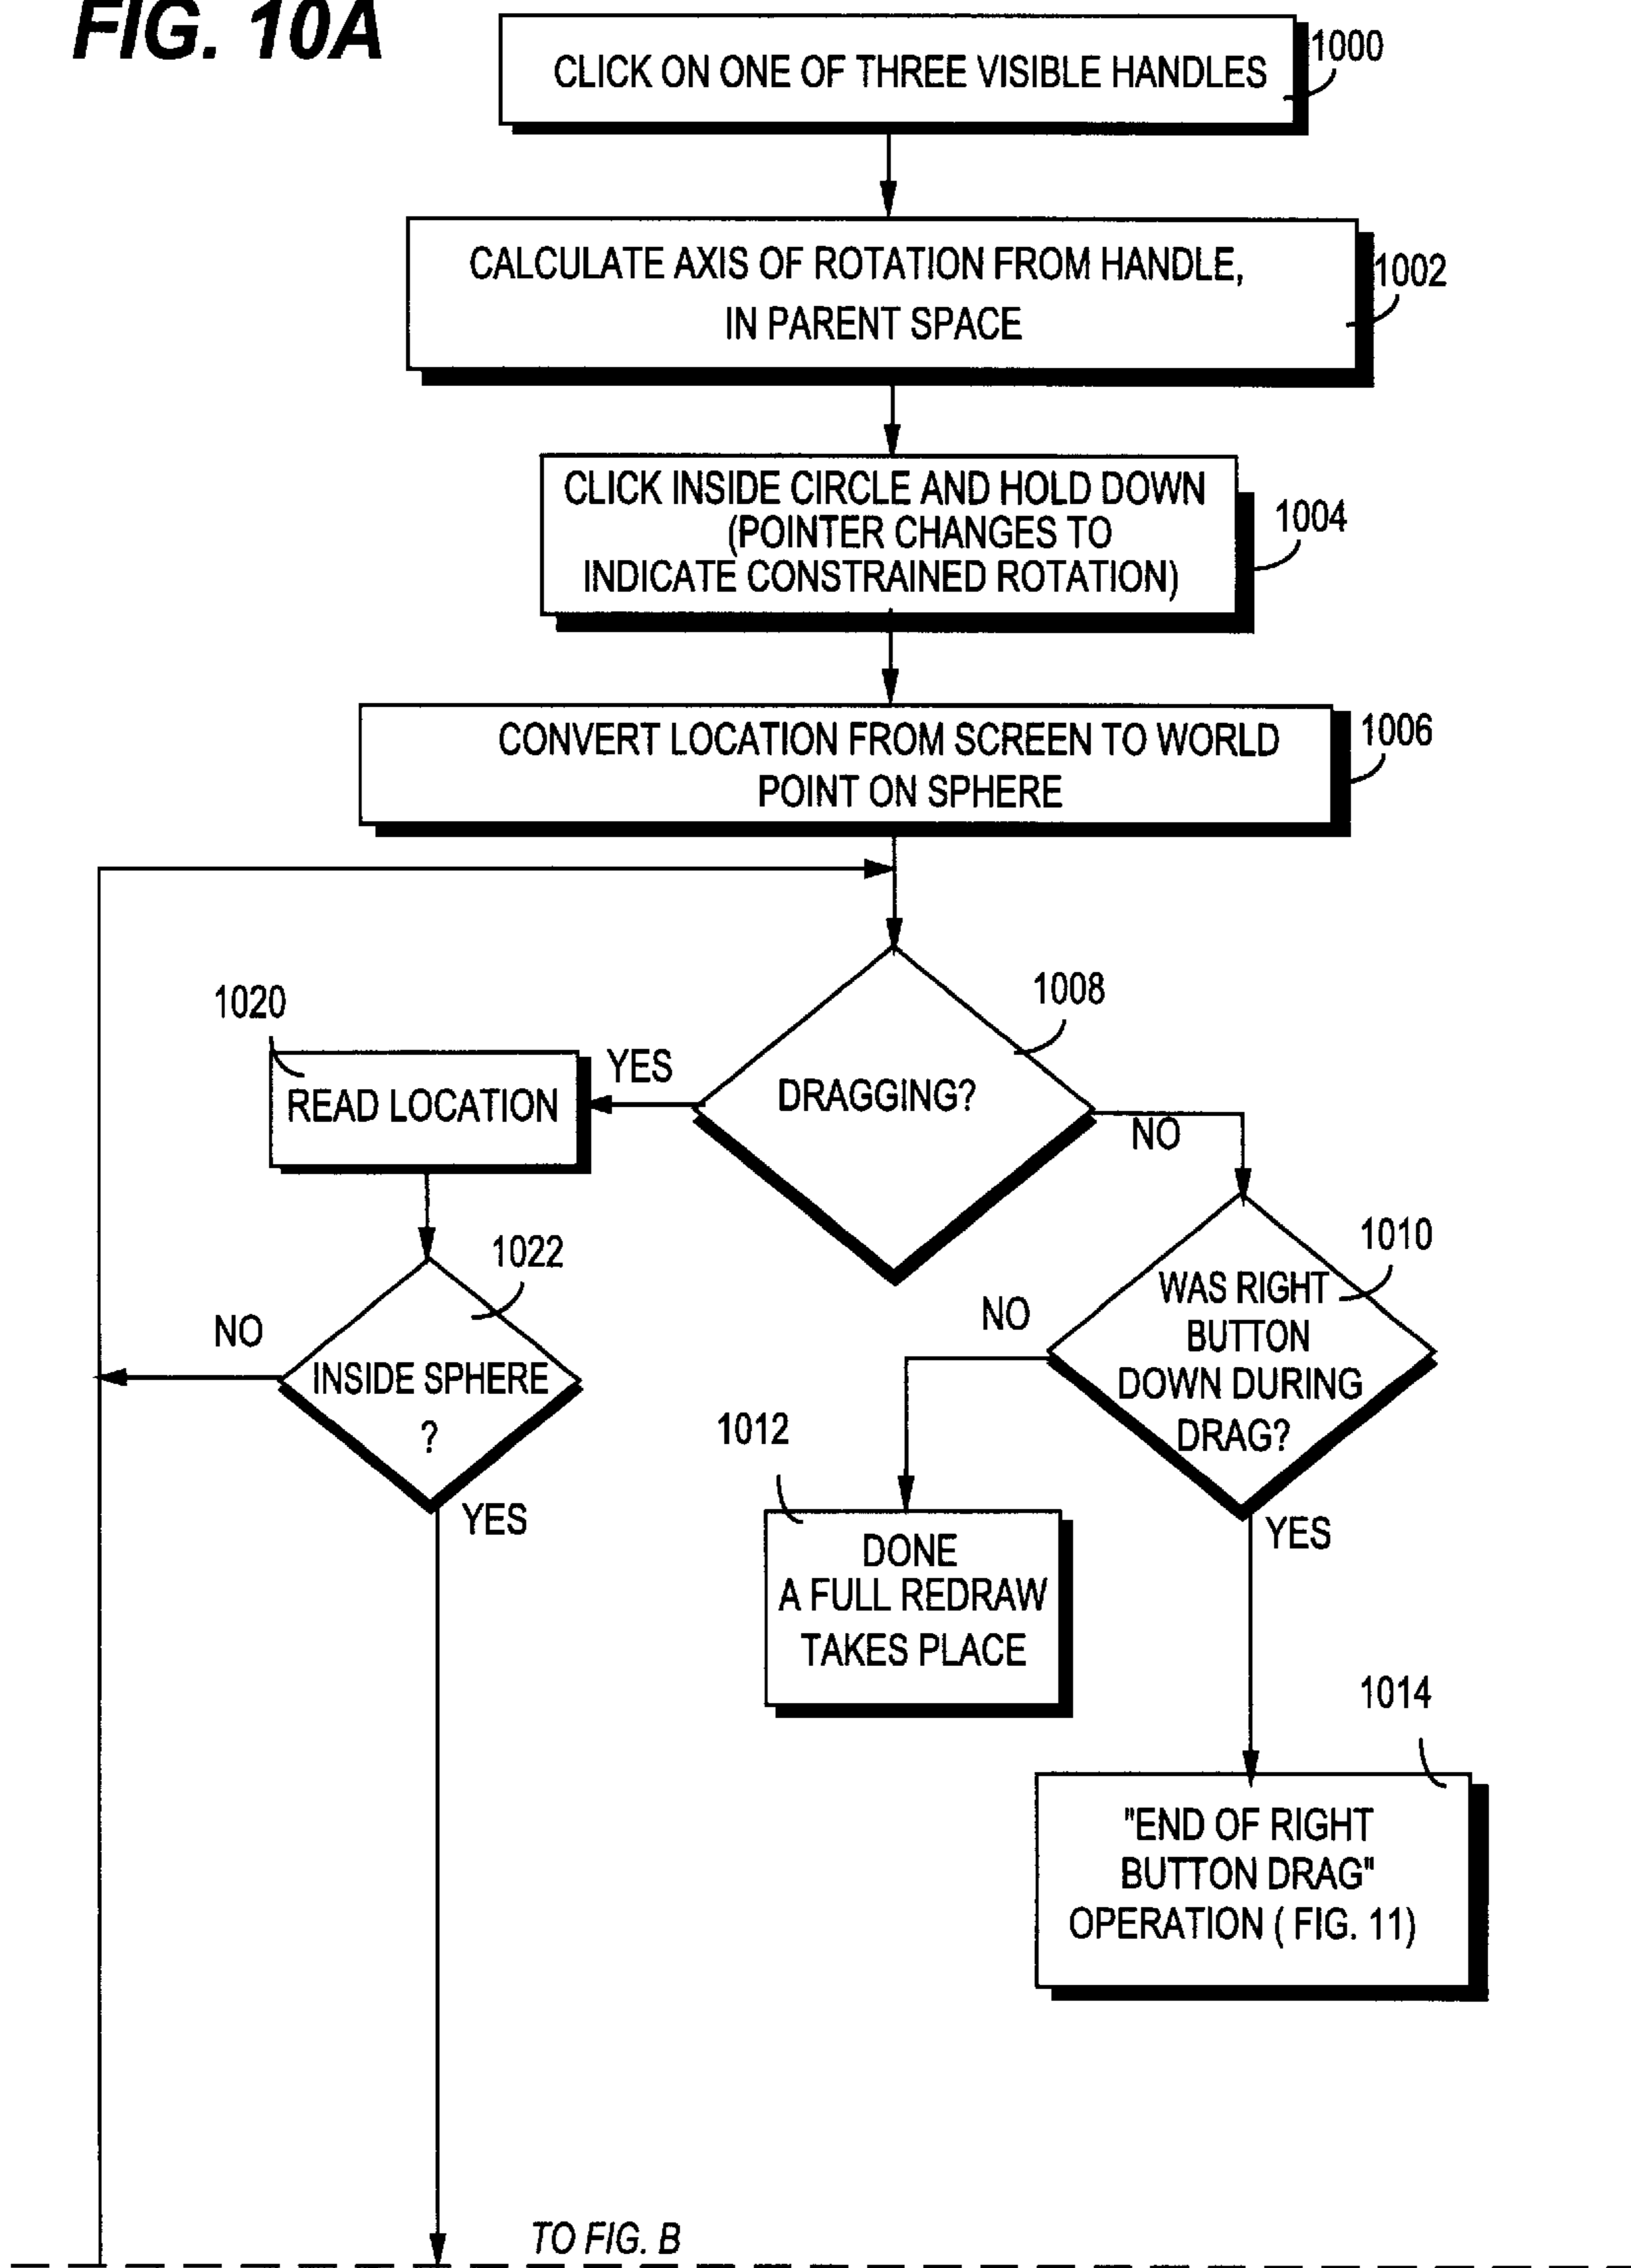 FIG. 10A
CLICK ON ONE OF THREE VISIBLE HANDLES
1000
CALCULATE AXIS OF ROTATION FROM HANDLE,
IN PARENT SPACE
1002
CLICK INSIDE CIRCLE AND HOLD DOWN
(POINTER CHANGES TO
INDICATE CONSTRAINED ROTATION)
1004
CONVERT LOCATION FROM SCREEN TO WORLD
POINT ON SPHERE
1006
1008
DRAGGING?
YES
NO
1020
READ LOCATION
1022
INSIDE SPHERE
?
NO
YES
1010
WAS RIGHT
BUTTON
DOWN DURING
DRAG?
NO
YES
1012
DONE
A FULL REDRAW
TAKES PLACE
1014
"END OF RIGHT
BUTTON DRAG"
OPERATION ( FIG. 11)
TO FIG. B